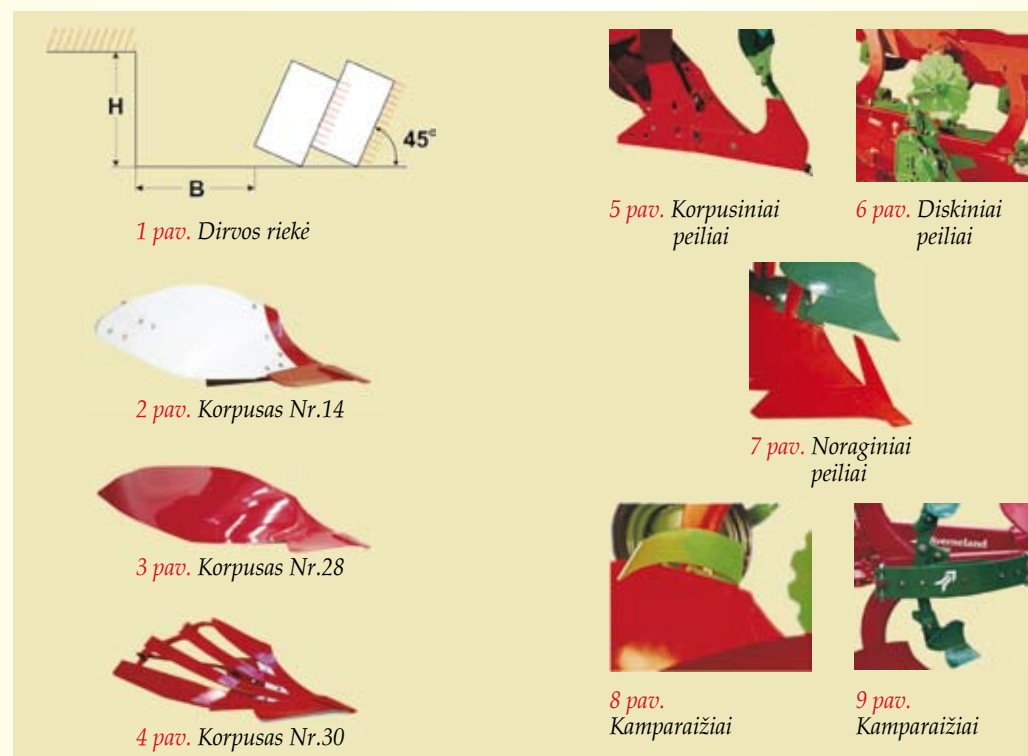 H
B
45°
1 pav. Dirvos riekė
2 pav. Korpusas Nr.14
3 pav. Korpusas Nr.28
4 pav. Korpusas Nr.30
5 pav. Korpusiniai
peiliai
6 pav. Diskiniai
peiliai
7 pav. Noraginiai
peiliai
8 pav.
Kamparaižiai
verneland
9 pav.
Kamparaižiai